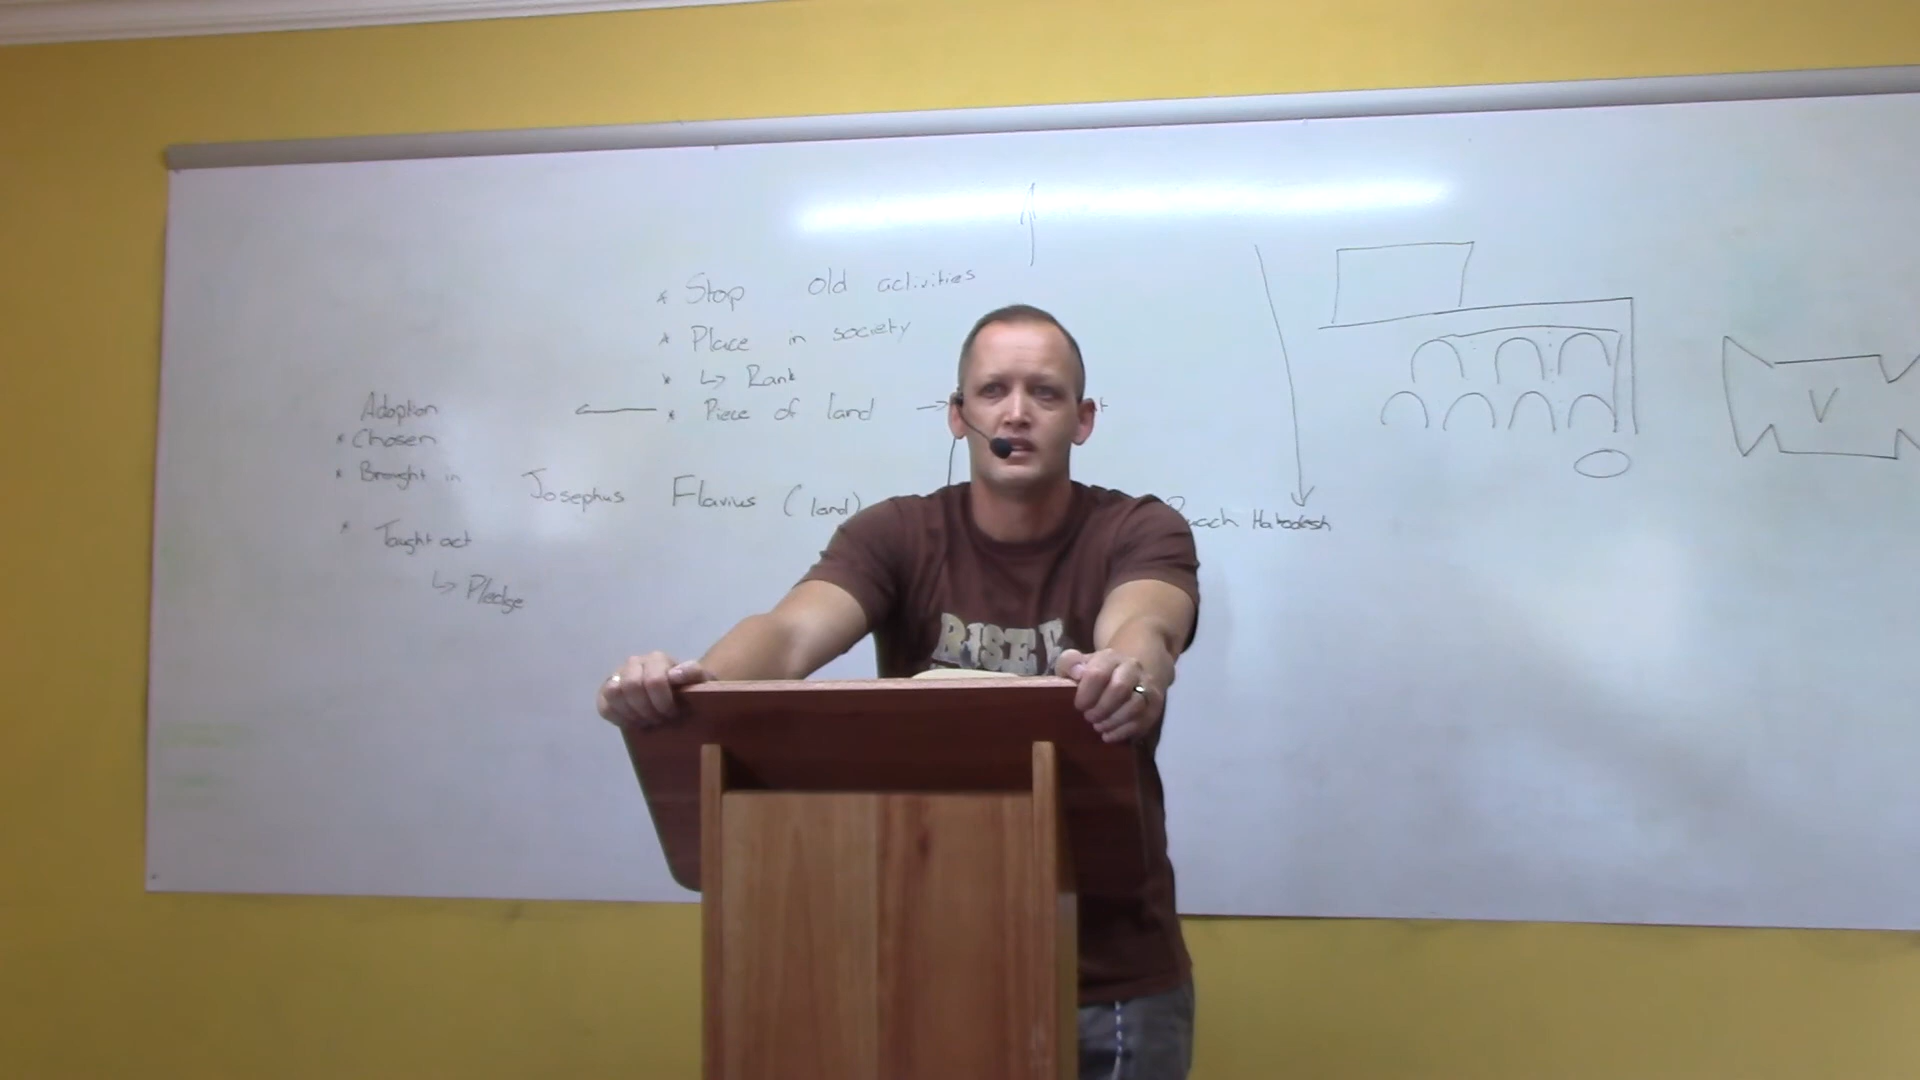 * Stop old activities
* Place in society
* ↳ Rank
← * Piece of land →
Adoption
* Chosen
* Brought in
* Taught act
↳ Pledge
Josephus Flavius (land)
Hakodesh
V
RISE